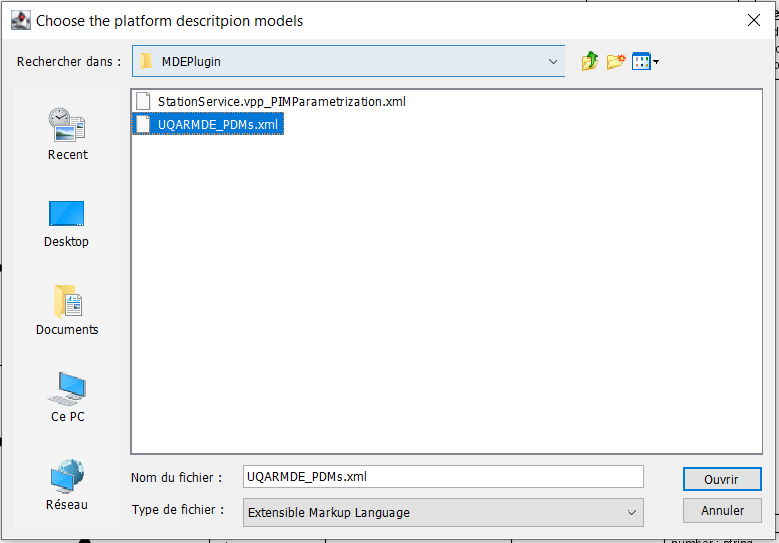 Choose the platform descritpion models
Rechercher dans :
MDEPlugin
StationService.vpp_PIMParametrization.xml
UQARMDE_PDMs.xml
Recent
Desktop
Documents
Ce PC
Réseau
Nom du fichier :
UQARMDE_PDMs.xml
Ouvrir
Type de fichier :
Extensible Markup Language
Annuler